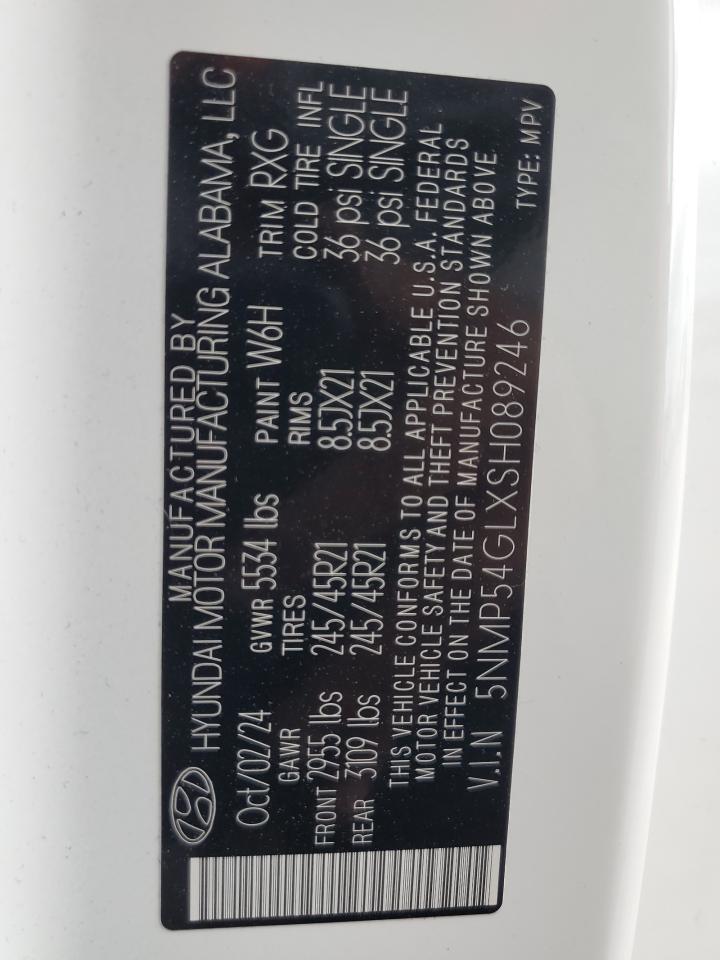 MANUFACTURED BY
HYUNDAI MOTOR MANUFACTURING ALABAMA, LLC
Oct/02/24 GVWR 5534 lbs PAINT W6H TRIM RXG
GAWR TIRES RIMS COLD TIRE INFL
FRONT 2955 lbs 245/45R21 8.5JX21 36 psi SINGLE
REAR 3109 lbs 245/45R21 8.5JX21 36 psi SINGLE
THIS VEHICLE CONFORMS TO ALL APPLICABLE U.S.A. FEDERAL
MOTOR VEHICLE SAFETY AND THEFT PREVENTION STANDARDS
IN EFFECT ON THE DATE OF MANUFACTURE SHOWN ABOVE
V.I.N 5NMP54GLXSH089246 TYPE: MPV